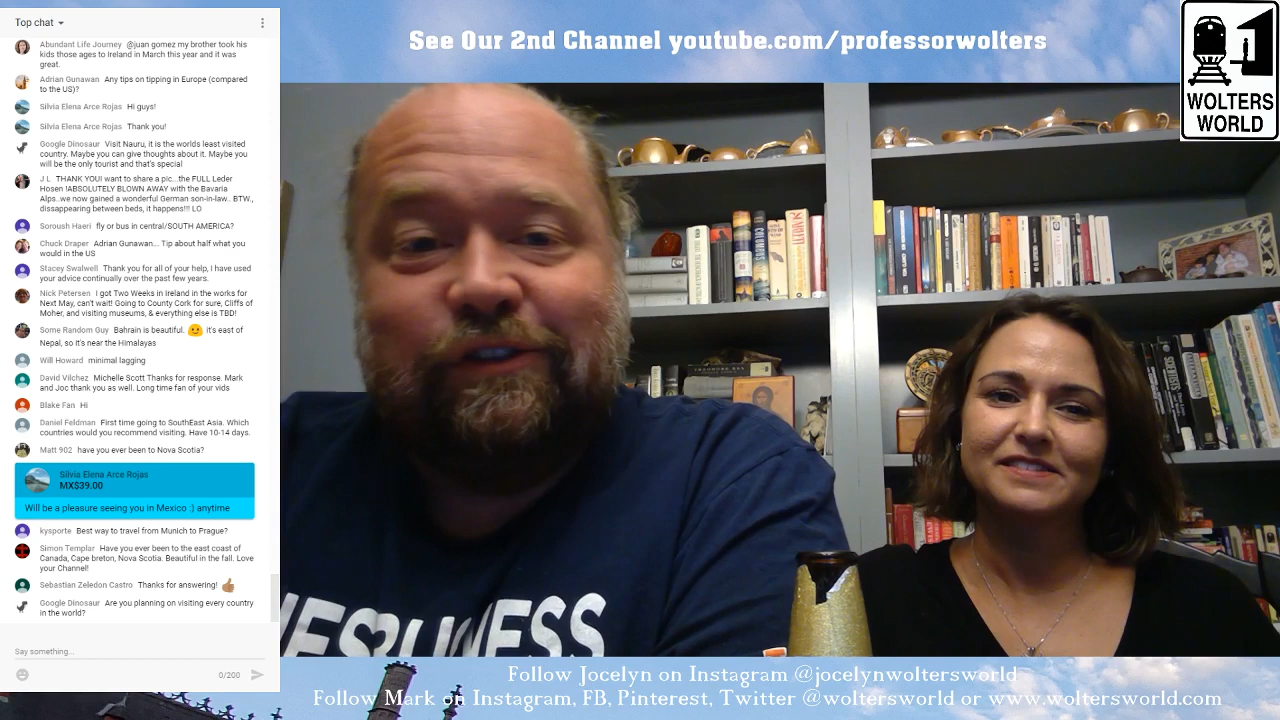 Top chat
Abundant Life Journey @juan gomez my brother took his
kids those ages to Ireland in March this year and it was
great.
Adrian Gunawan Any tips on tipping in Europe (compared
to the US)?
Silvia Elena Arce Rojas Hi guys!
Silvia Elena Arce Rojas Thank you!
Google Dinosaur Visit Nauru, it is the worlds least visited
country. Maybe you can give thoughts about it. Maybe you
will be the only tourist and that's special
J L THANK YOU!I want to share a pic...the FULL Leder
Hosen !ABSOLUTELY BLOWN AWAY with the Bavaria
Alps..we now gained a wonderful German son-in-law.. BTW.,
dissappearing between beds, it happens!!! LO
Soroush Haeri fly or bus in central/SOUTH AMERICA?
Chuck Draper Adrian Gunawan... Tip about half what you
would in the US
Stacey Swalwell Thank you for all of your help, I have used
your advice continually over the past few years.
Nick Petersen I got Two Weeks in Ireland in the works for
Next May, can't wait! Going to County Cork for sure, Cliffs of
Moher, and visiting museums, & everything else is TBD!
Some Random Guy Bahrain is beautiful. 🙂 it's east of
Nepal, so it's near the Himalayas
Will Howard minimal lagging
David Vilchez Michelle Scott Thanks for response. Mark
and Joc thank you as well. Long time fan of your vids
Blake Fan Hi
Daniel Feldman First time going to SouthEast Asia. Which
countries would you recommend visiting. Have 10-14 days.
Matt 902 have you ever been to Nova Scotia?
Silvia Elena Arce Rojas
MX$39.00
Will be a pleasure seeing you in Mexico :) anytime
kysporte Best way to travel from Munich to Prague?
Simon Templar Have you ever been to the east coast of
Canada, Cape breton, Nova Scotia. Beautiful in the fall. Love
your Channel!
Sebastian Zeledon Castro Thanks for answering! 👍🏽
Google Dinosaur Are you planning on visiting every country
in the world?
Say something...
0/200
See Our 2nd Channel youtube.com/professorwolters
WOLTERS
WORLD
Follow Jocelyn on Instagram @jocelynwoltersworld
Follow Mark on Instagram, FB, Pinterest, Twitter @woltersworld or www.woltersworld.com